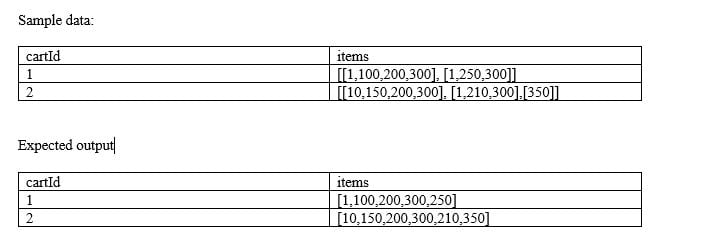 Sample data:
cartId items
1 [[1,100,200,300], [1,250,300]]
2 [[10,150,200,300], [1,210,300],[350]]
Expected output
cartId items
1 [1,100,200,300,250]
2 [10,150,200,300,210,350]